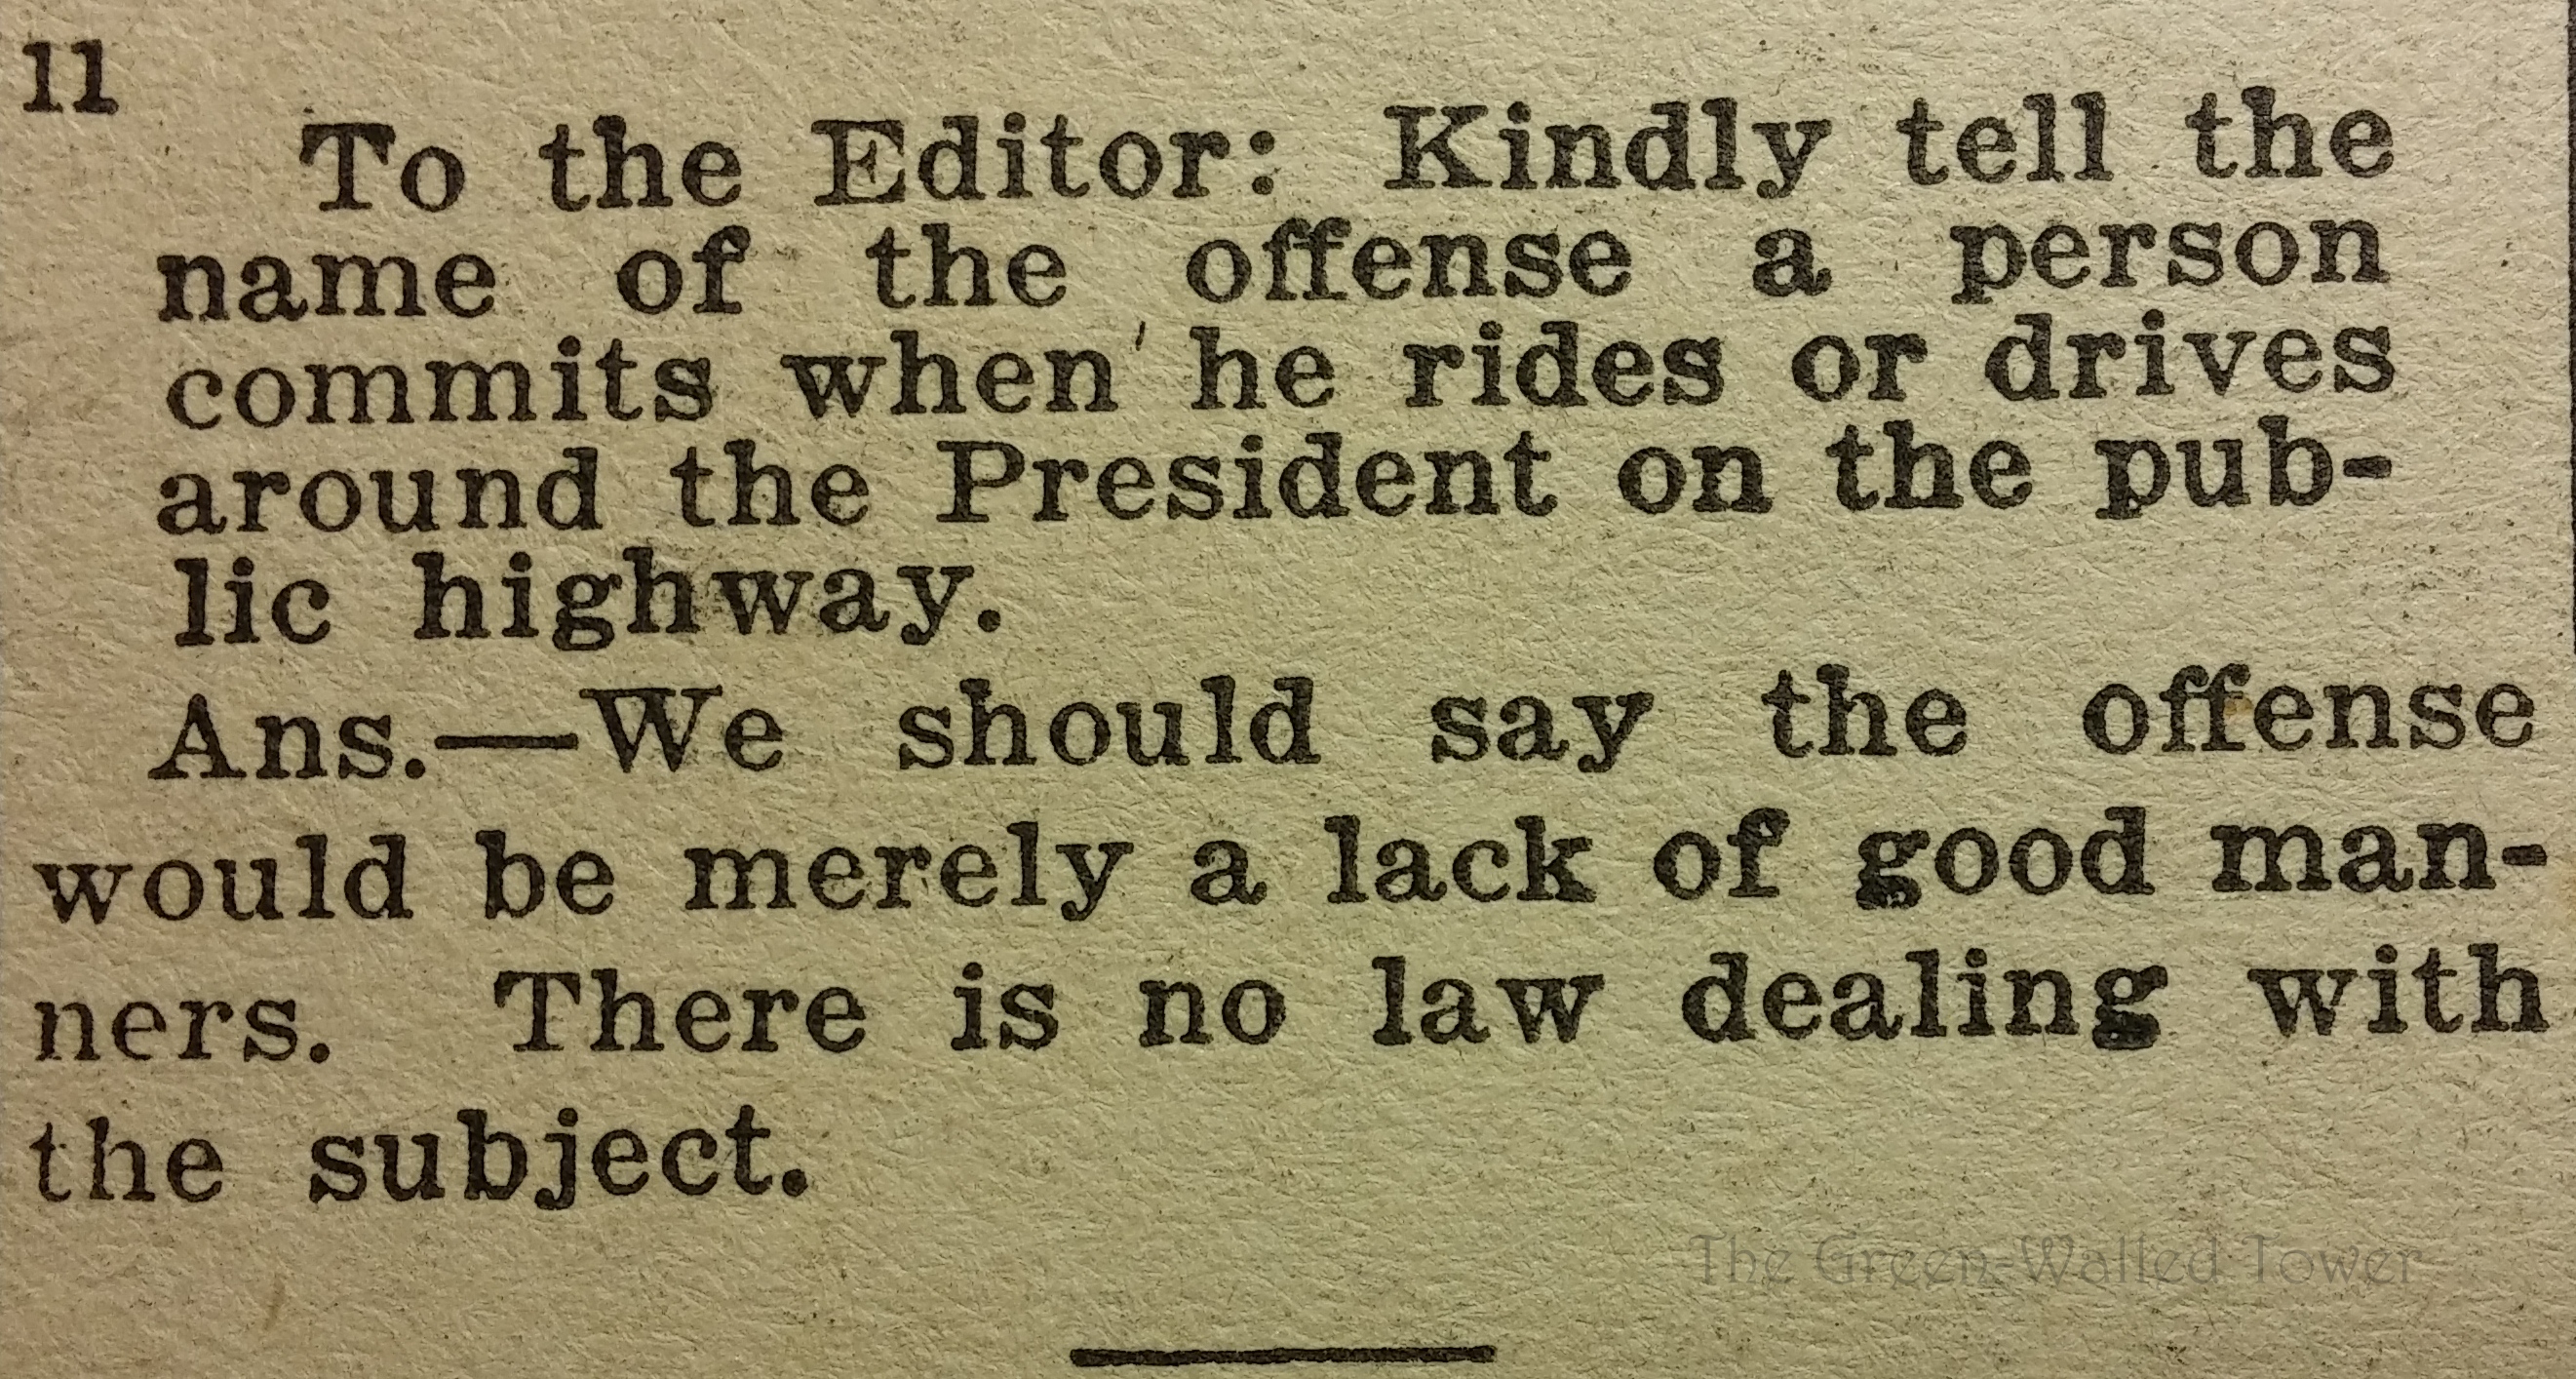 11
To the Editor: Kindly tell the
name of the offense a person
commits when he rides or drives
around the President on the pub-
lic highway.
Ans.—We should say the offense
would be merely a lack of good man-
ners. There is no law dealing with
the subject.
The Green-Walled Tower